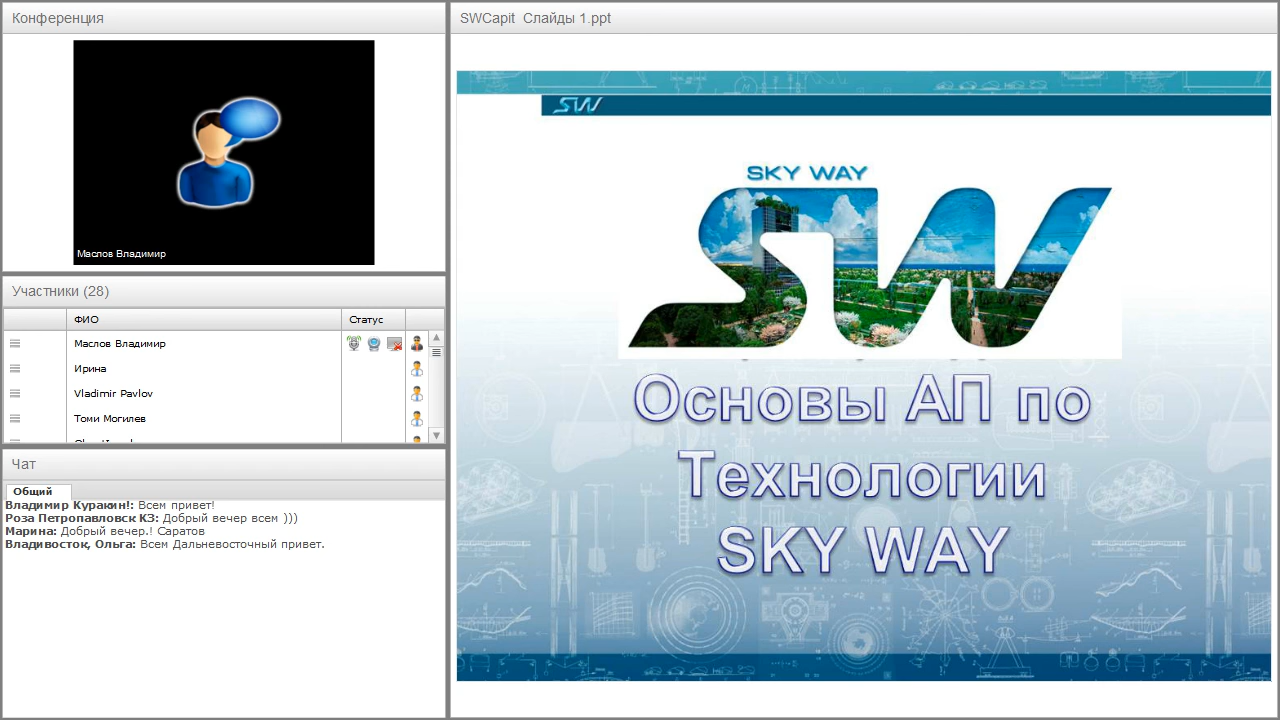 Конференция
Маслов Владимир
Участники (28)
ФИО Статус
Маслов Владимир
Ирина
Vladimir Pavlov
Томи Могилев
Чат
Общий
Владимир Куракин!: Всем привет!
Роза Петропавловск КЗ: Добрый вечер всем )))
Марина: Добрый вечер.! Саратов
Владивосток, Ольга: Всем Дальневосточный привет.
SWCapit Слайды 1.ppt
SW
SKY WAY
SW
Основы АП по
Технологии
SKY WAY